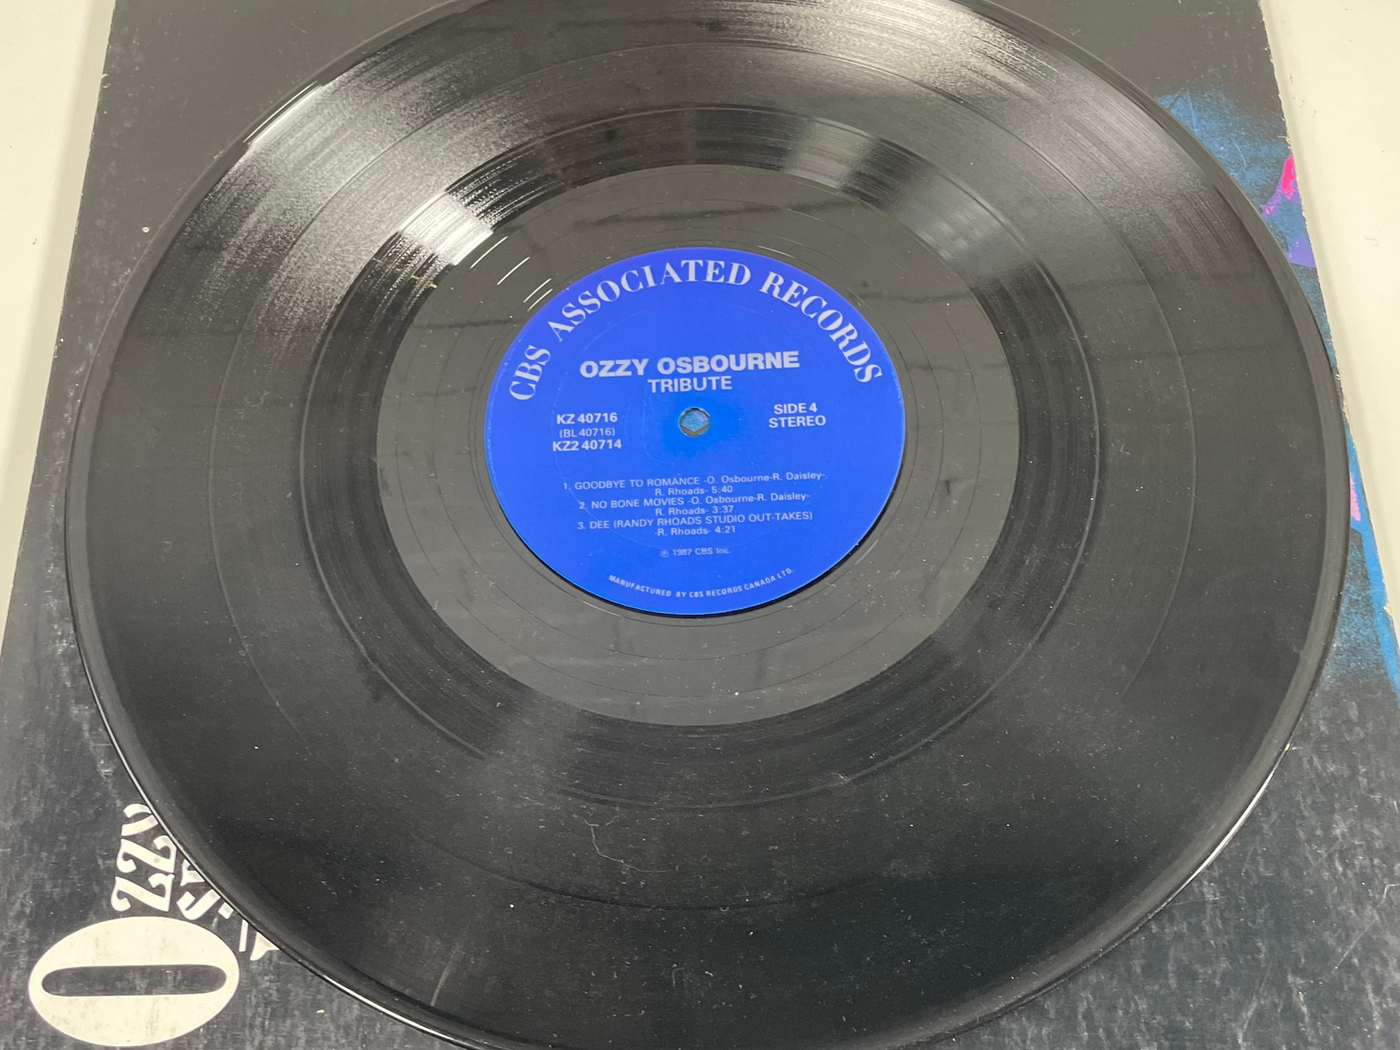 CBS ASSOCIATED RECORDS
OZZY OSBOURNE
TRIBUTE
KZ 40716
(BL 40716)
KZ2 40714
SIDE 4
STEREO
1. GOODBYE TO ROMANCE -O. Osbourne-R. Daisley-
R. Rhoads- 5:40
2. NO BONE MOVIES -O. Osbourne-R. Daisley-
R. Rhoads- 3:37
3. DEE (RANDY RHOADS STUDIO OUT-TAKES)
-R. Rhoads- 4:21
℗ 1987 CBS Inc.
MANUFACTURED BY CBS RECORDS CANADA LTD.
OZZY